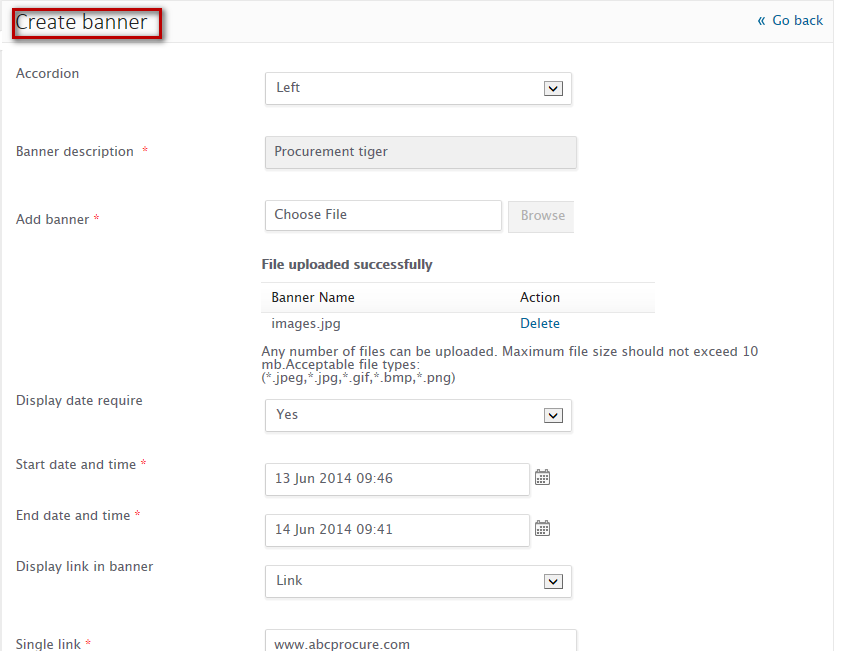 Create banner
« Go back
Accordion
Left
Banner description *
Procurement tiger
Add banner *
Choose File
Browse
File uploaded successfully
Banner Name Action
images.jpg Delete
Any number of files can be uploaded. Maximum file size should not exceed 10
mb.Acceptable file types:
(*.jpeg,*.jpg,*.gif,*.bmp,*.png)
Display date require
Yes
Start date and time *
13 Jun 2014 09:46
End date and time *
14 Jun 2014 09:41
Display link in banner
Link
Single link *
www.abcprocure.com